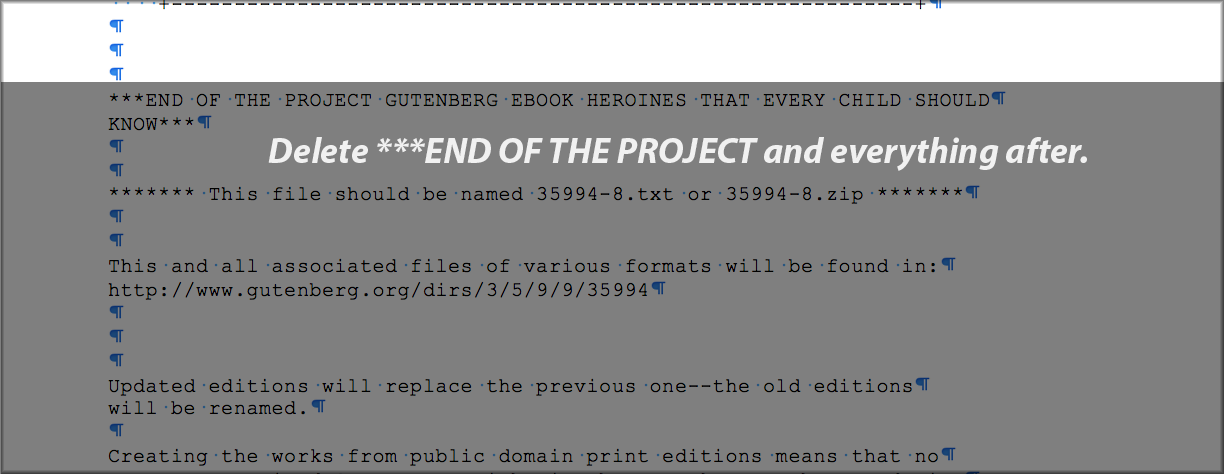 +-----------------------------------------------------------+¶
¶
¶
¶
***END·OF·THE·PROJECT·GUTENBERG·EBOOK·HEROINES·THAT·EVERY·CHILD·SHOULD¶
KNOW***¶
Delete ***END OF THE PROJECT and everything after.
¶
¶
*******·This·file·should·be·named·35994-8.txt·or·35994-8.zip·*******¶
¶
¶
This·and·all·associated·files·of·various·formats·will·be·found·in:¶
http://www.gutenberg.org/dirs/3/5/9/9/35994¶
¶
¶
¶
Updated·editions·will·replace·the·previous·one--the·old·editions¶
will·be·renamed.¶
¶
Creating·the·works·from·public·domain·print·editions·means·that·no¶